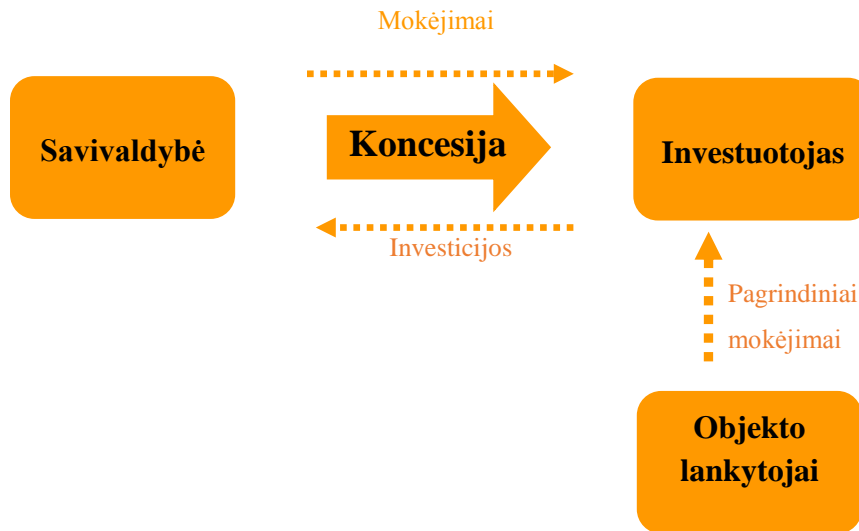 Mokėjimai
Savivaldybė
Koncesija
Investuotojas
Investicijos
Pagrindiniai
mokėjimai
Objekto
lankytojai